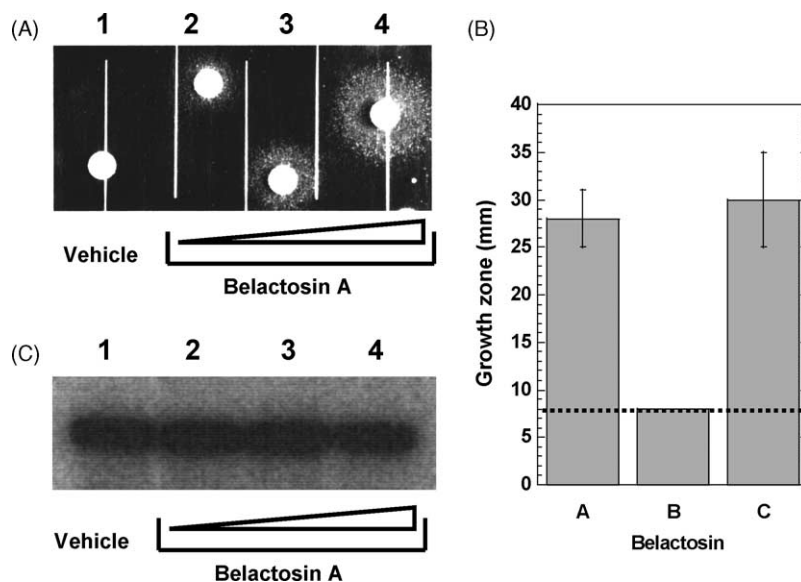 (A)
1 2 3 4
Vehicle
Belactosin A
(B)
Growth zone (mm)
40
35
30
25
20
15
10
5
0
A B C
Belactosin
(C)
1 2 3 4
Vehicle
Belactosin A